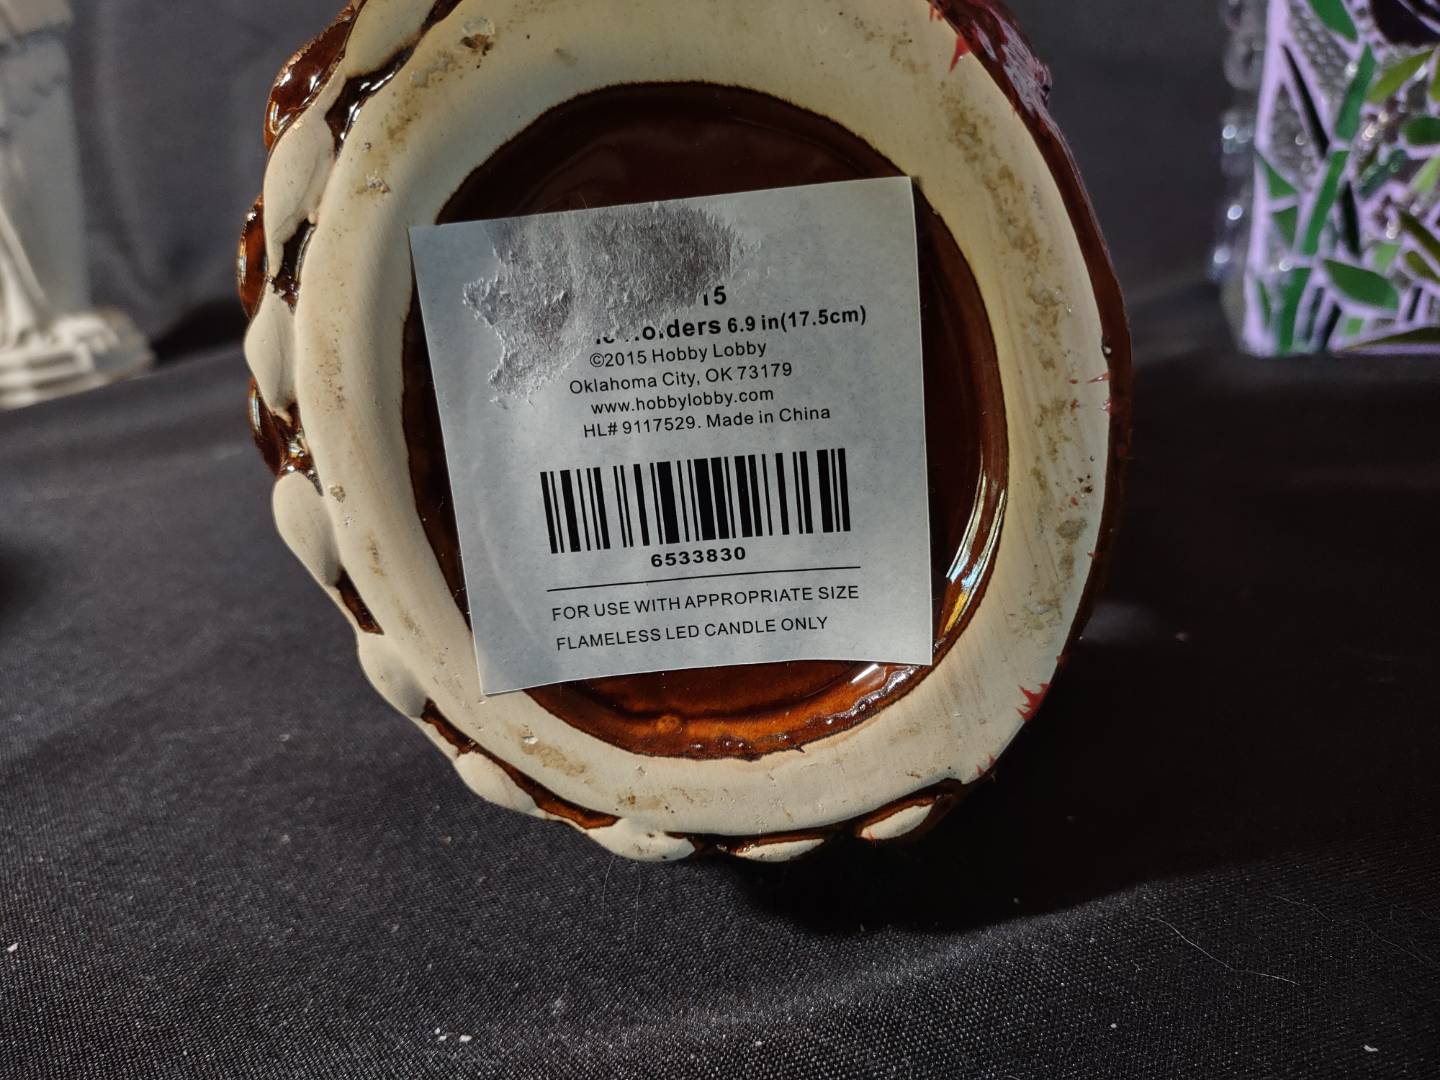 15
olders 6.9 in(17.5cm)
©2015 Hobby Lobby
Oklahoma City, OK 73179
www.hobbylobby.com
HL# 9117529. Made in China
6533830
FOR USE WITH APPROPRIATE SIZE
FLAMELESS LED CANDLE ONLY